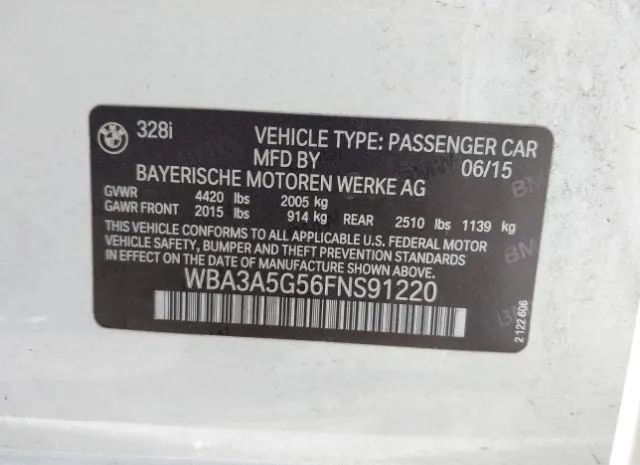 BMW 328i
VEHICLE TYPE: PASSENGER CAR
MFD BY 06/15
BAYERISCHE MOTOREN WERKE AG
GVWR 4420 lbs 2005 kg
GAWR FRONT 2015 lbs 914 kg REAR 2510 lbs 1139 kg
THIS VEHICLE CONFORMS TO ALL APPLICABLE U.S. FEDERAL MOTOR
VEHICLE SAFETY, BUMPER AND THEFT PREVENTION STANDARDS
IN EFFECT ON THE DATE OF MANUFACTURE SHOWN ABOVE.
WBA3A5G56FNS91220
2 122 606